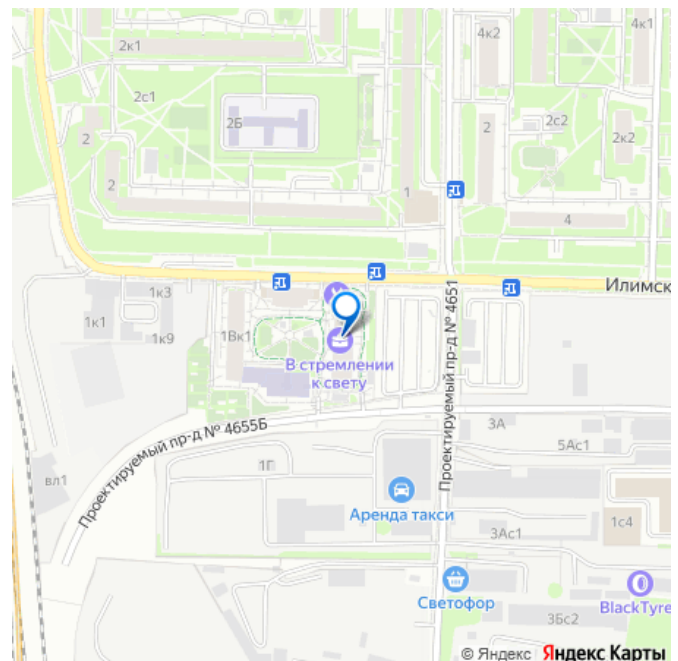 2к1
4к2
4к1
2с1
2Б
2
2
2с2
2к2
2
1
4
Илимск
1к3
1к1
1к9
1Вк1
В стремлении
к свету
Проектируемый пр-д № 4651
Проектируемый пр-д № 4655Б
3А
5Ас1
1Г
вл1
Аренда такси
1с4
3Ас1
Светофор
BlackTyre
3Бс2
© Яндекс Яндекс Карты